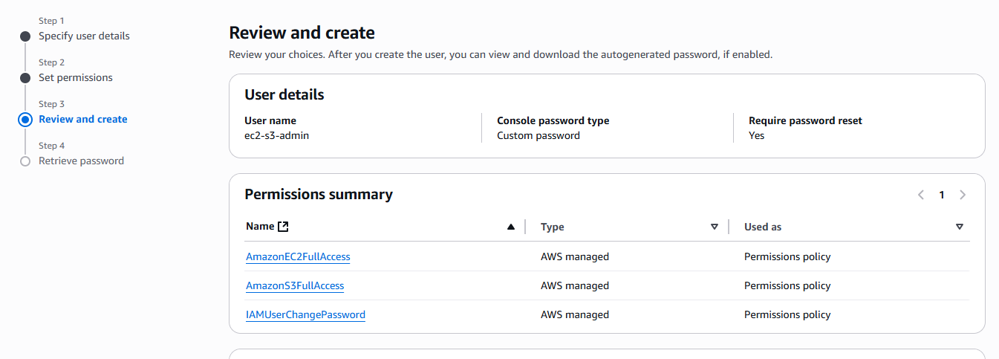 Step 1
Specify user details
Step 2
Set permissions
Step 3
Review and create
Step 4
Retrieve password
Review and create
Review your choices. After you create the user, you can view and download the autogenerated password, if enabled.
User details
User name Console password type Require password reset
ec2-s3-admin Custom password Yes
Permissions summary 1
Name Type Used as
AmazonEC2FullAccess AWS managed Permissions policy
AmazonS3FullAccess AWS managed Permissions policy
IAMUserChangePassword AWS managed Permissions policy